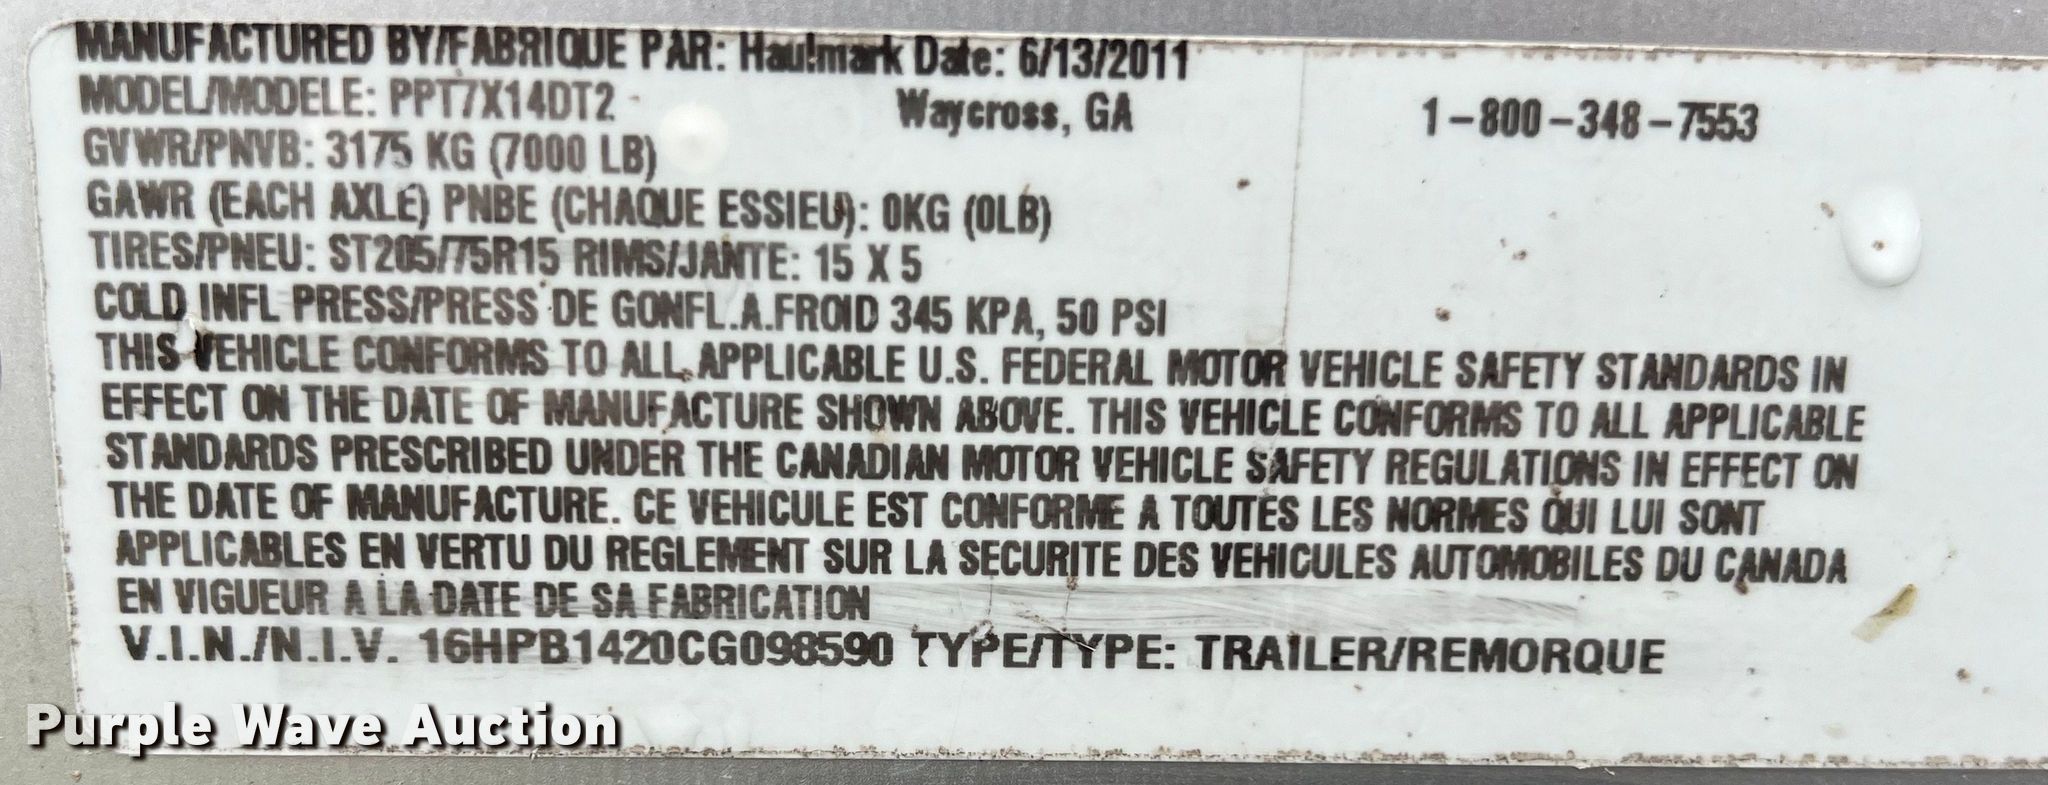 MANUFACTURED BY/FABRIQUE PAR: Haulmark Date: 6/13/2011
MODEL/MODELE: PPT7X14DT2 Waycross, GA 1-800-348-7553
GVWR/PNVB: 3175 KG (7000 LB)
GAWR (EACH AXLE) PNBE (CHAQUE ESSIEU): 0KG (0LB)
TIRES/PNEU: ST205/75R15 RIMS/JANTE: 15 X 5
COLD INFL PRESS/PRESS DE GONFL.A.FROID 345 KPA, 50 PSI
THIS VEHICLE CONFORMS TO ALL APPLICABLE U.S. FEDERAL MOTOR VEHICLE SAFETY STANDARDS IN
EFFECT ON THE DATE OF MANUFACTURE SHOWN ABOVE. THIS VEHICLE CONFORMS TO ALL APPLICABLE
STANDARDS PRESCRIBED UNDER THE CANADIAN MOTOR VEHICLE SAFETY REGULATIONS IN EFFECT ON
THE DATE OF MANUFACTURE. CE VEHICULE EST CONFORME A TOUTES LES NORMES QUI LUI SONT
APPLICABLES EN VERTU DU REGLEMENT SUR LA SECURITE DES VEHICULES AUTOMOBILES DU CANADA
EN VIGUEUR A LA DATE DE SA FABRICATION
V.I.N./N.I.V. 16HPB1420CG098590 TYPE/TYPE: TRAILER/REMORQUE
Purple Wave Auction